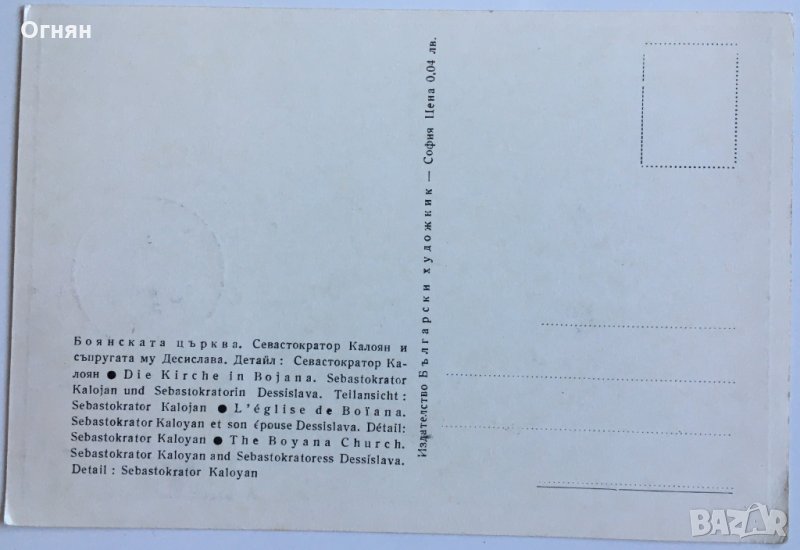 Огнян
Боянската църква. Севастократор Калоян и
съпругата му Десислава. Детайл: Севастократор Ка-
лоян ● Die Kirche in Bojana. Sebastokrator
Kalojan und Sebastokratorin Dessislava. Teilansicht:
Sebastokrator Kalojan ● L'église de Boïana.
Sebastokrator Kaloyan et son épouse Dessislava. Détail:
Sebastokrator Kaloyan ● The Boyana Church.
Sebastokrator Kaloyan and Sebastokratoress Dessislava.
Detail: Sebastokrator Kaloyan
Издателство Български художник — София Цена 0,04 лв.
BAZAR